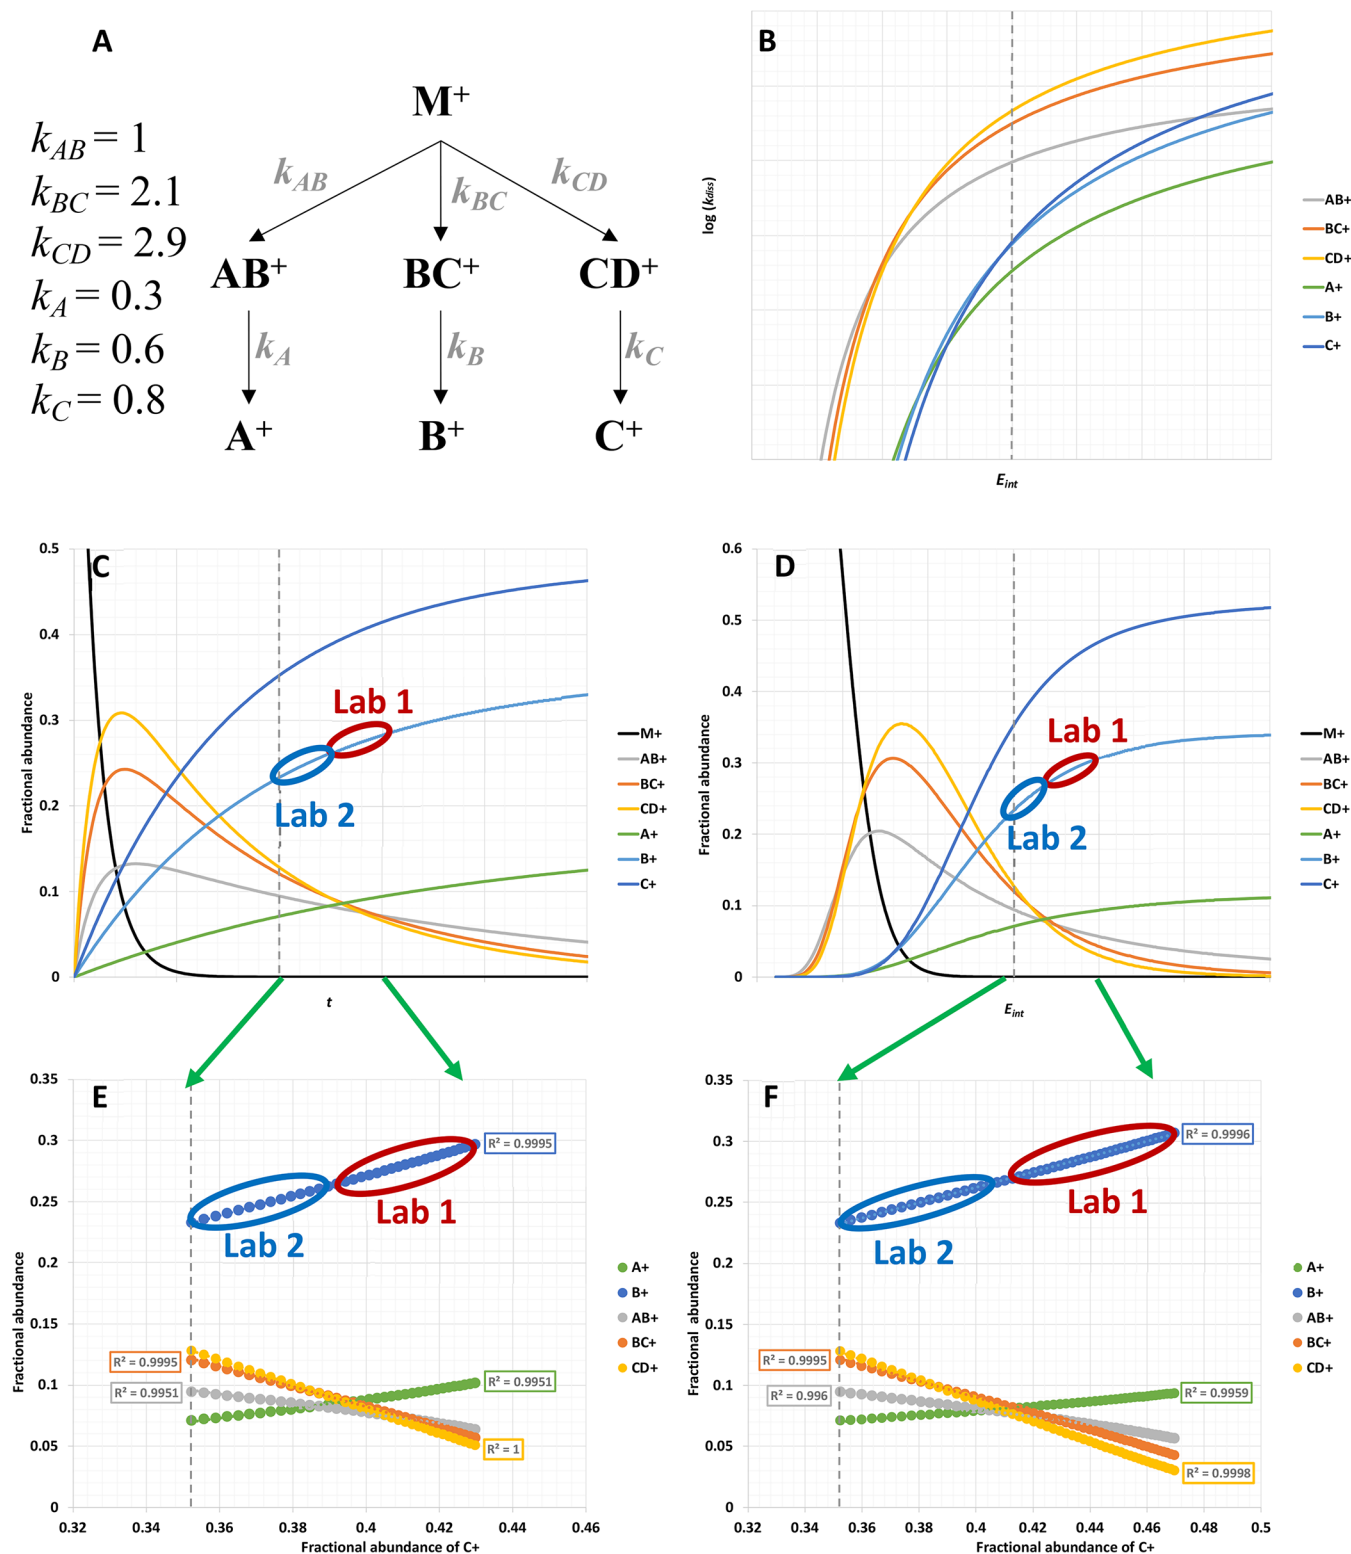 A
M⁺
k_AB = 1
k_BC = 2.1
k_CD = 2.9
k_A = 0.3
k_B = 0.6
k_C = 0.8
k_AB
k_BC
k_CD
AB⁺ BC⁺ CD⁺
k_A k_B k_C
A⁺ B⁺ C⁺
B
log (k_diss)
E_int
AB+
BC+
CD+
A+
B+
C+
C
0.5
0.4
0.3
0.2
0.1
0
Fractional abundance
t
Lab 1
Lab 2
M+
AB+
BC+
CD+
A+
B+
C+
D
0.6
0.5
0.4
0.3
0.2
0.1
0
Fractional abundance
E_int
Lab 1
Lab 2
M+
AB+
BC+
CD+
A+
B+
C+
E
0.35
0.3
0.25
0.2
0.15
0.1
0.05
0
Fractional abundance
R² = 0.9995
Lab 1
Lab 2
R² = 0.9995
R² = 0.9951
R² = 0.9951
R² = 1
A+
B+
AB+
BC+
CD+
0.32 0.34 0.36 0.38 0.4 0.42 0.44 0.46
Fractional abundance of C+
F
0.35
0.3
0.25
0.2
0.15
0.1
0.05
0
Fractional abundance
R² = 0.9996
Lab 1
Lab 2
R² = 0.9995
R² = 0.996
R² = 0.9959
R² = 0.9998
A+
B+
AB+
BC+
CD+
0.32 0.34 0.36 0.38 0.4 0.42 0.44 0.46 0.48 0.5
Fractional abundance of C+